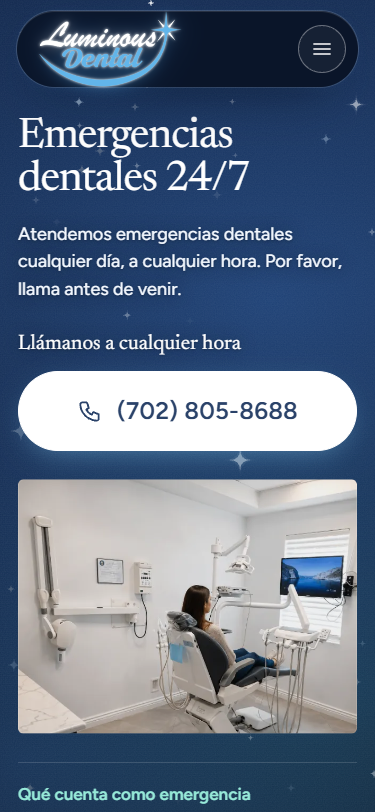 Luminous
Dental
Emergencias
dentales 24/7
Atendemos emergencias dentales
cualquier día, a cualquier hora. Por favor,
llama antes de venir.
Llámanos a cualquier hora
(702) 805-8688
Qué cuenta como emergencia